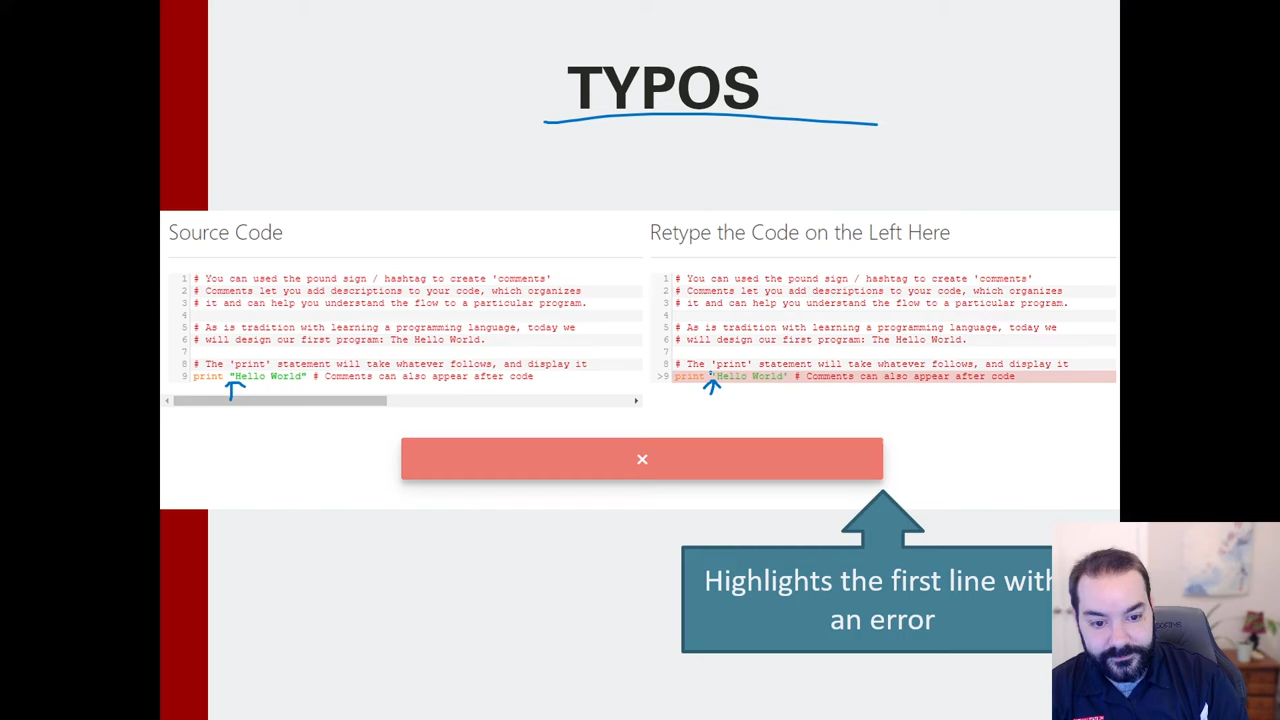 TYPOS
Source Code
1 # You can used the pound sign / hashtag to create 'comments'
2 # Comments let you add descriptions to your code, which organizes
3 # it and can help you understand the flow to a particular program.
4
5 # As is tradition with learning a programming language, today we
6 # will design our first program: The Hello World.
7
8 # The 'print' statement will take whatever follows, and display it
9 print "Hello World" # Comments can also appear after code
Retype the Code on the Left Here
1 # You can used the pound sign / hashtag to create 'comments'
2 # Comments let you add descriptions to your code, which organizes
3 # it and can help you understand the flow to a particular program.
4
5 # As is tradition with learning a programming language, today we
6 # will design our first program: The Hello World.
7
8 # The 'print' statement will take whatever follows, and display it
>9 print 'Hello World' # Comments can also appear after code
×
Highlights the first line with
an error